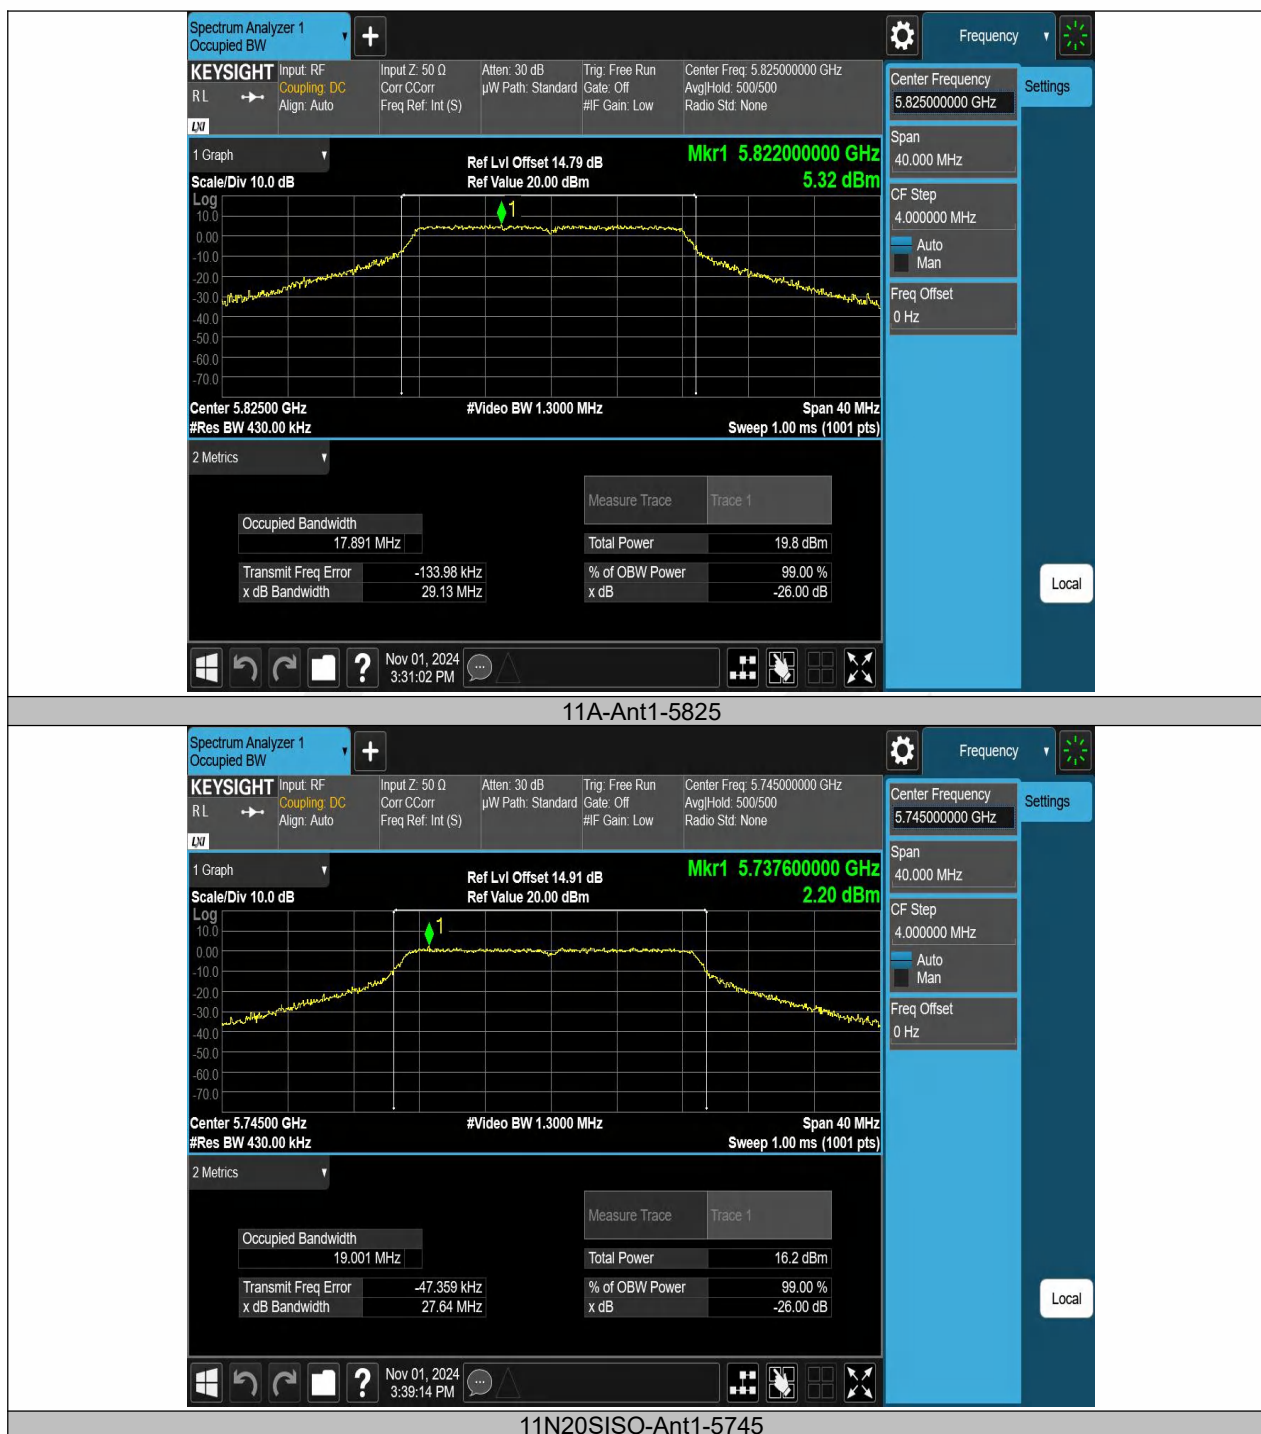 Spectrum Analyzer 1
Occupied BW
+
Frequency
KEYSIGHT
RL
LXI
Input: RF
Coupling: DC
Align: Auto
Input Z: 50 Ω
Corr CCorr
Freq Ref: Int (S)
Atten: 30 dB
µW Path: Standard
Trig: Free Run
Gate: Off
#IF Gain: Low
Center Freq: 5.825000000 GHz
Avg|Hold: 500/500
Radio Std: None
Center Frequency
5.825000000 GHz
Settings
Span
40.000 MHz
CF Step
4.000000 MHz
Auto
Man
Freq Offset
0 Hz
Local
1 Graph
Scale/Div 10.0 dB
Ref Lvl Offset 14.79 dB
Ref Value 20.00 dBm
Mkr1 5.822000000 GHz
5.32 dBm
Log
10.0
0.00
-10.0
-20.0
-30.0
-40.0
-50.0
-60.0
-70.0
1
Center 5.82500 GHz
#Video BW 1.3000 MHz
Span 40 MHz
#Res BW 430.00 kHz
Sweep 1.00 ms (1001 pts)
2 Metrics
Measure Trace Trace 1
Occupied Bandwidth
17.891 MHz
Total Power 19.8 dBm
Transmit Freq Error -133.98 kHz
% of OBW Power 99.00 %
x dB Bandwidth 29.13 MHz
x dB -26.00 dB
?
Nov 01, 2024
3:31:02 PM
11A-Ant1-5825
Spectrum Analyzer 1
Occupied BW
+
Frequency
KEYSIGHT
RL
LXI
Input: RF
Coupling: DC
Align: Auto
Input Z: 50 Ω
Corr CCorr
Freq Ref: Int (S)
Atten: 30 dB
µW Path: Standard
Trig: Free Run
Gate: Off
#IF Gain: Low
Center Freq: 5.745000000 GHz
Avg|Hold: 500/500
Radio Std: None
Center Frequency
5.745000000 GHz
Settings
Span
40.000 MHz
CF Step
4.000000 MHz
Auto
Man
Freq Offset
0 Hz
Local
1 Graph
Scale/Div 10.0 dB
Ref Lvl Offset 14.91 dB
Ref Value 20.00 dBm
Mkr1 5.737600000 GHz
2.20 dBm
Log
10.0
0.00
-10.0
-20.0
-30.0
-40.0
-50.0
-60.0
-70.0
1
Center 5.74500 GHz
#Video BW 1.3000 MHz
Span 40 MHz
#Res BW 430.00 kHz
Sweep 1.00 ms (1001 pts)
2 Metrics
Measure Trace Trace 1
Occupied Bandwidth
19.001 MHz
Total Power 16.2 dBm
Transmit Freq Error -47.359 kHz
% of OBW Power 99.00 %
x dB Bandwidth 27.64 MHz
x dB -26.00 dB
?
Nov 01, 2024
3:39:14 PM
11N20SISO-Ant1-5745